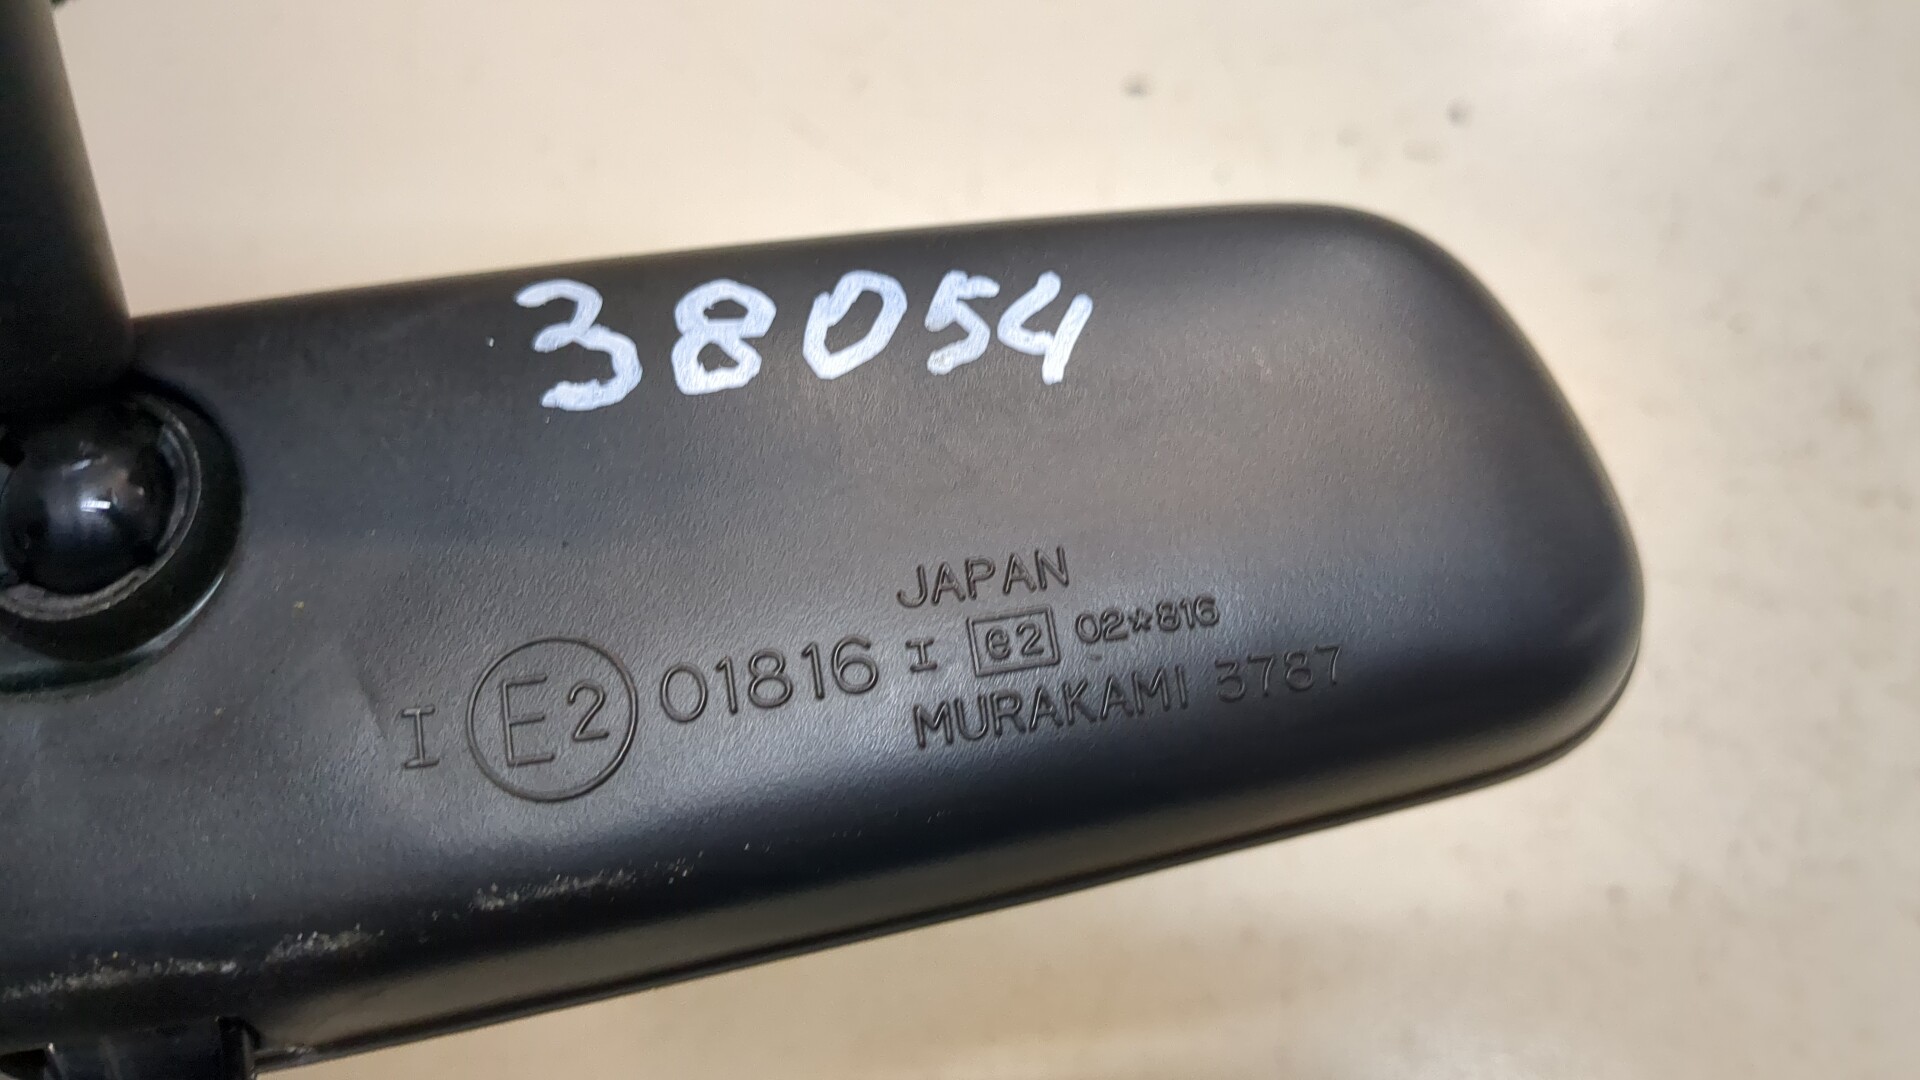 38054
JAPAN
I E2 01816 I e2 02*816
MURAKAMI 3787